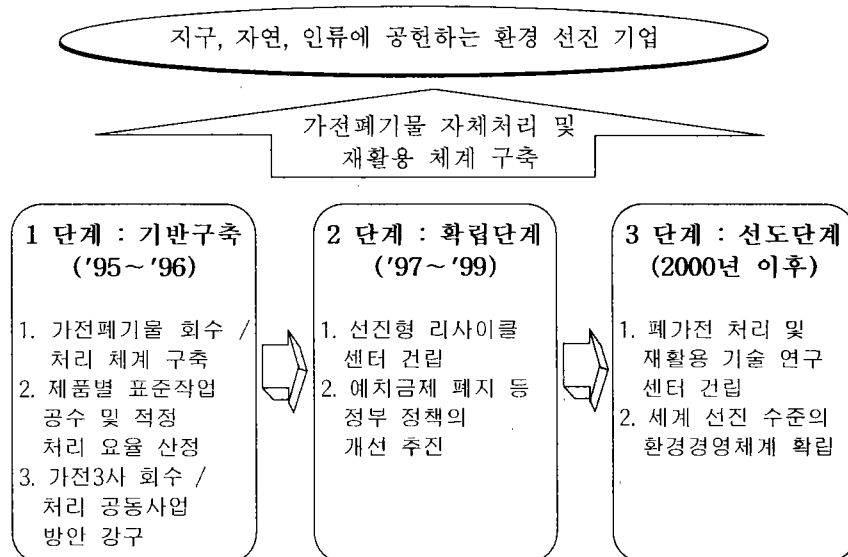 지구, 자연, 인류에 공헌하는 환경 선진 기업
가전폐기물 자체처리 및
재활용 체계 구축
1 단계 : 기반구축
('95~'96)
1. 가전폐기물 회수 /
처리 체계 구축
2. 제품별 표준작업
공수 및 적정
처리 요율 산정
3. 가전3사 회수 /
처리 공동사업
방안 강구
2 단계 : 확립단계
('97~'99)
1. 선진형 리사이클
센터 건립
2. 예치금제 폐지 등
정부 정책의
개선 추진
3 단계 : 선도단계
(2000년 이후)
1. 폐가전 처리 및
재활용 기술 연구
센터 건립
2. 세계 선진 수준의
환경경영체계 확립